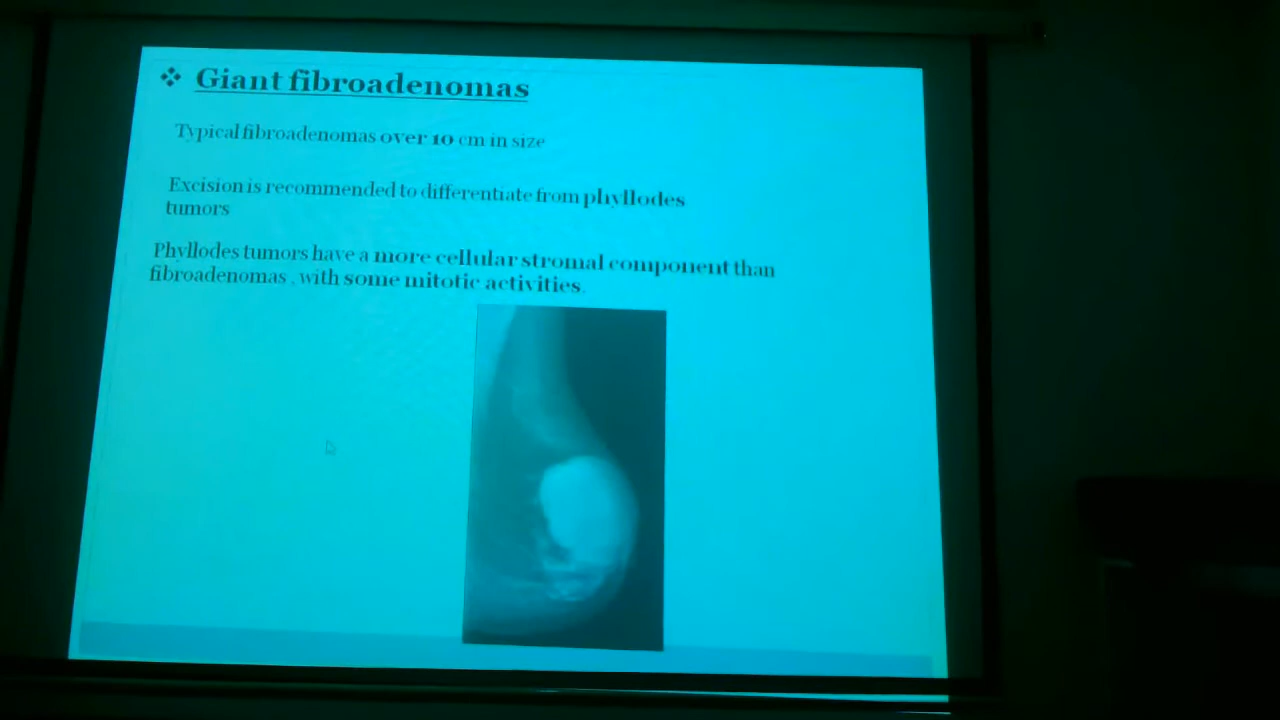 ❖ Giant fibroadenomas
Typical fibroadenomas over 10 cm in size
Excision is recommended to differentiate from phyllodes
tumors
Phyllodes tumors have a more cellular stromal component than
fibroadenomas , with some mitotic activities.